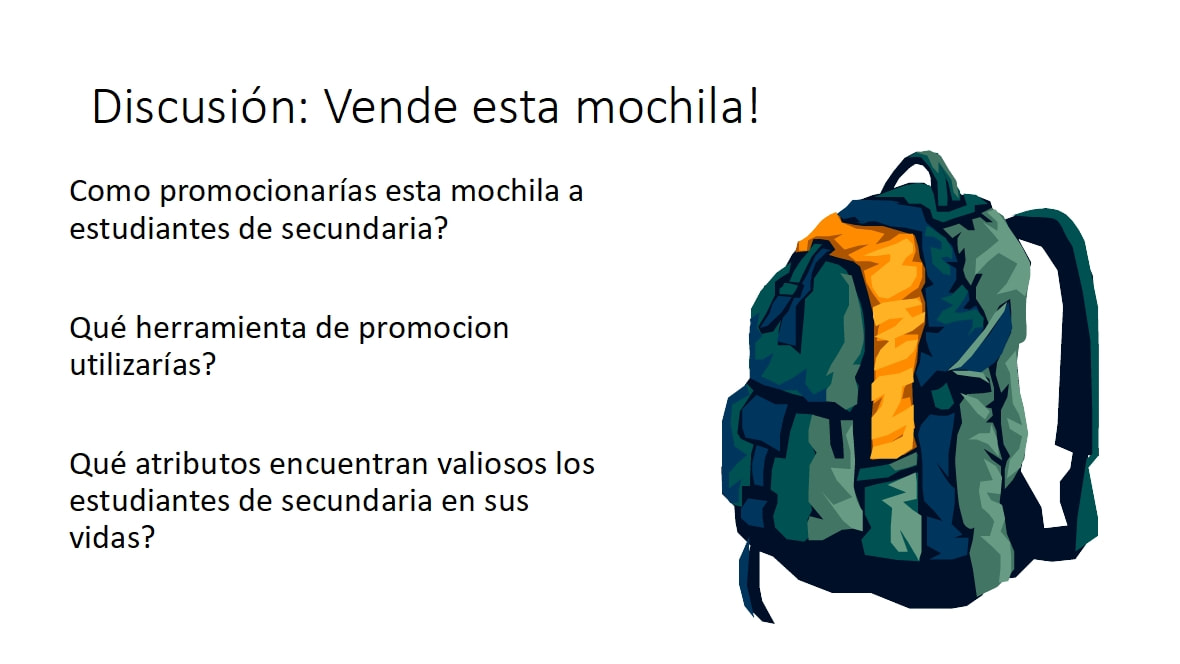 Discusión: Vende esta mochila!
Como promocionarías esta mochila a
estudiantes de secundaria?
Qué herramienta de promocion
utilizarías?
Qué atributos encuentran valiosos los
estudiantes de secundaria en sus
vidas?